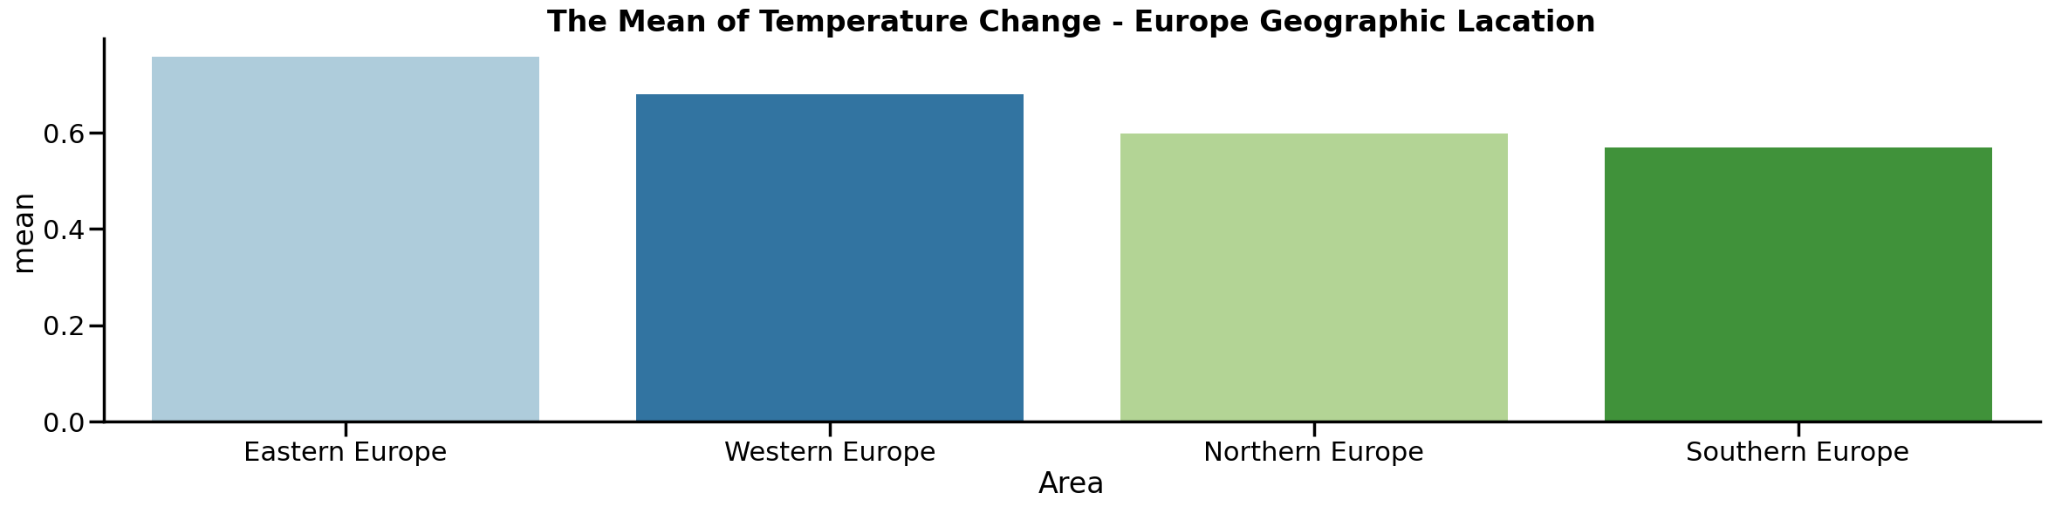 The Mean of Temperature Change - Europe Geographic Lacation
mean
0.6
0.4
0.2
0.0
Eastern Europe
Western Europe
Northern Europe
Southern Europe
Area